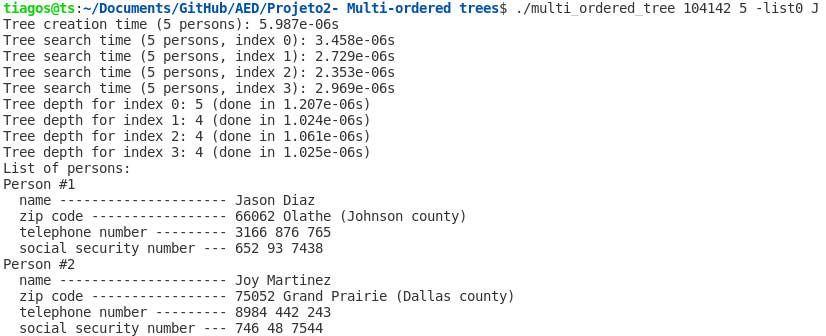 tiagos@ts:~/Documents/GitHub/AED/Projeto2- Multi-ordered trees$ ./multi_ordered_tree 104142 5 -list0 J
Tree creation time (5 persons): 5.987e-06s
Tree search time (5 persons, index 0): 3.458e-06s
Tree search time (5 persons, index 1): 2.729e-06s
Tree search time (5 persons, index 2): 2.353e-06s
Tree search time (5 persons, index 3): 2.969e-06s
Tree depth for index 0: 5 (done in 1.207e-06s)
Tree depth for index 1: 4 (done in 1.024e-06s)
Tree depth for index 2: 4 (done in 1.061e-06s)
Tree depth for index 3: 4 (done in 1.025e-06s)
List of persons:
Person #1
  name --------------------- Jason Diaz
  zip code ----------------- 66062 Olathe (Johnson county)
  telephone number --------- 3166 876 765
  social security number --- 652 93 7438
Person #2
  name --------------------- Joy Martinez
  zip code ----------------- 75052 Grand Prairie (Dallas county)
  telephone number --------- 8984 442 243
  social security number --- 746 48 7544